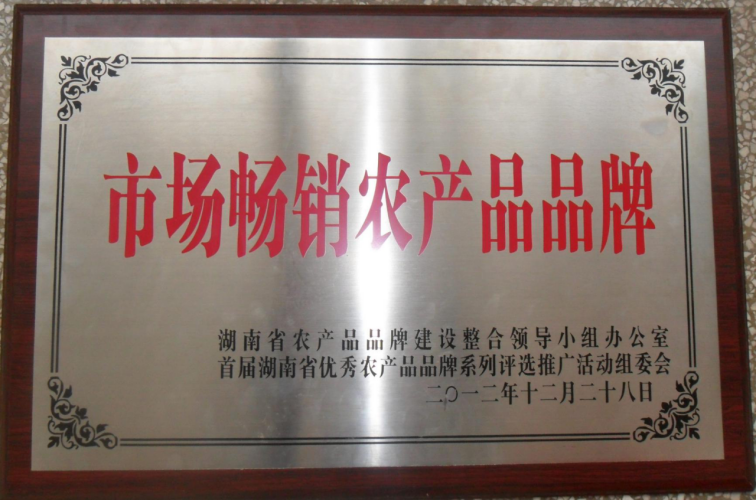 市场畅销农产品品牌
湖南省农产品品牌建设整合领导小组办公室
首届湖南省优秀农产品品牌系列评选推广活动组委会
二〇一二年十二月二十八日